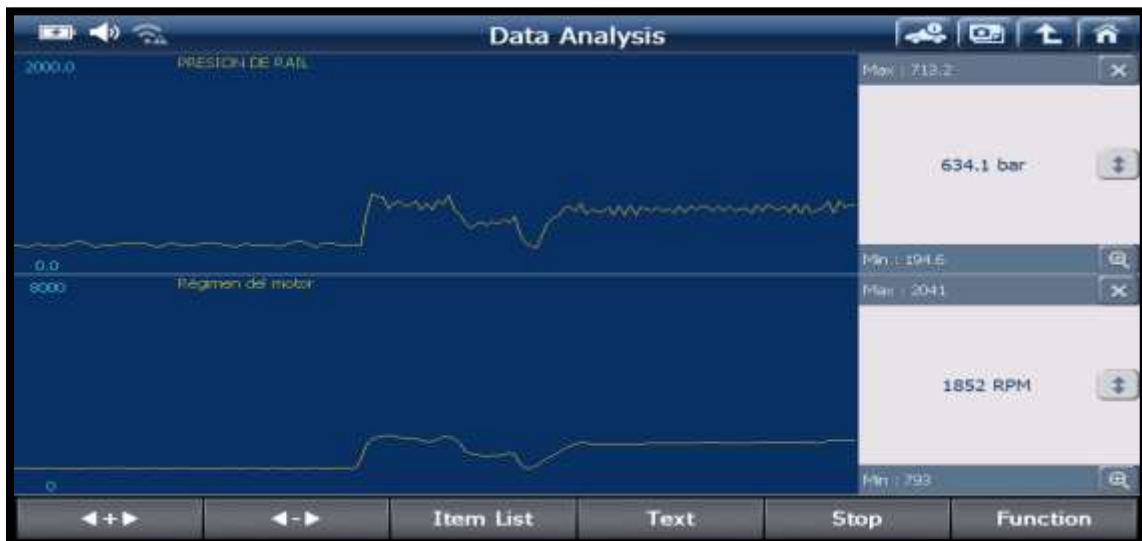 Data Analysis
2000.0
PRESION DE RAIL
Max : 713.2
634.1 bar
0.0
Min : 194.6
8000
Régimen del motor
Max : 2041
1852 RPM
0
Min : 793
◄+►
◄-►
Item List
Text
Stop
Function